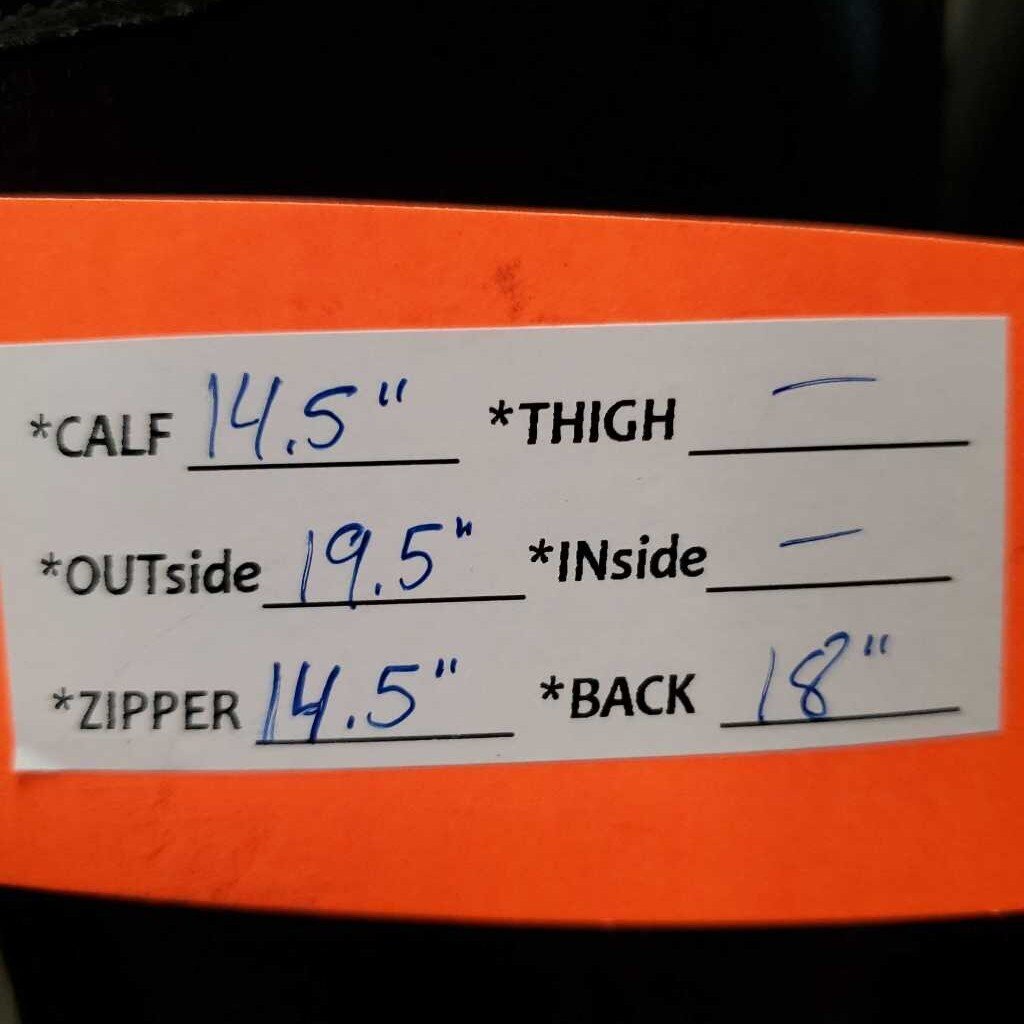 *CALF 14.5" *THIGH —
*OUTside 19.5" *INside —
*ZIPPER 14.5" *BACK 18"